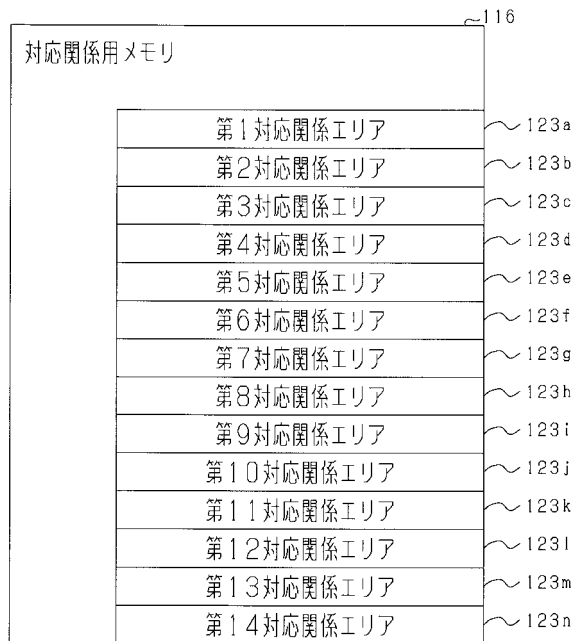 116
対応関係用メモリ
第1対応関係エリア 123a
第2対応関係エリア 123b
第3対応関係エリア 123c
第4対応関係エリア 123d
第5対応関係エリア 123e
第6対応関係エリア 123f
第7対応関係エリア 123g
第8対応関係エリア 123h
第9対応関係エリア 123i
第10対応関係エリア 123j
第11対応関係エリア 123k
第12対応関係エリア 123l
第13対応関係エリア 123m
第14対応関係エリア 123n